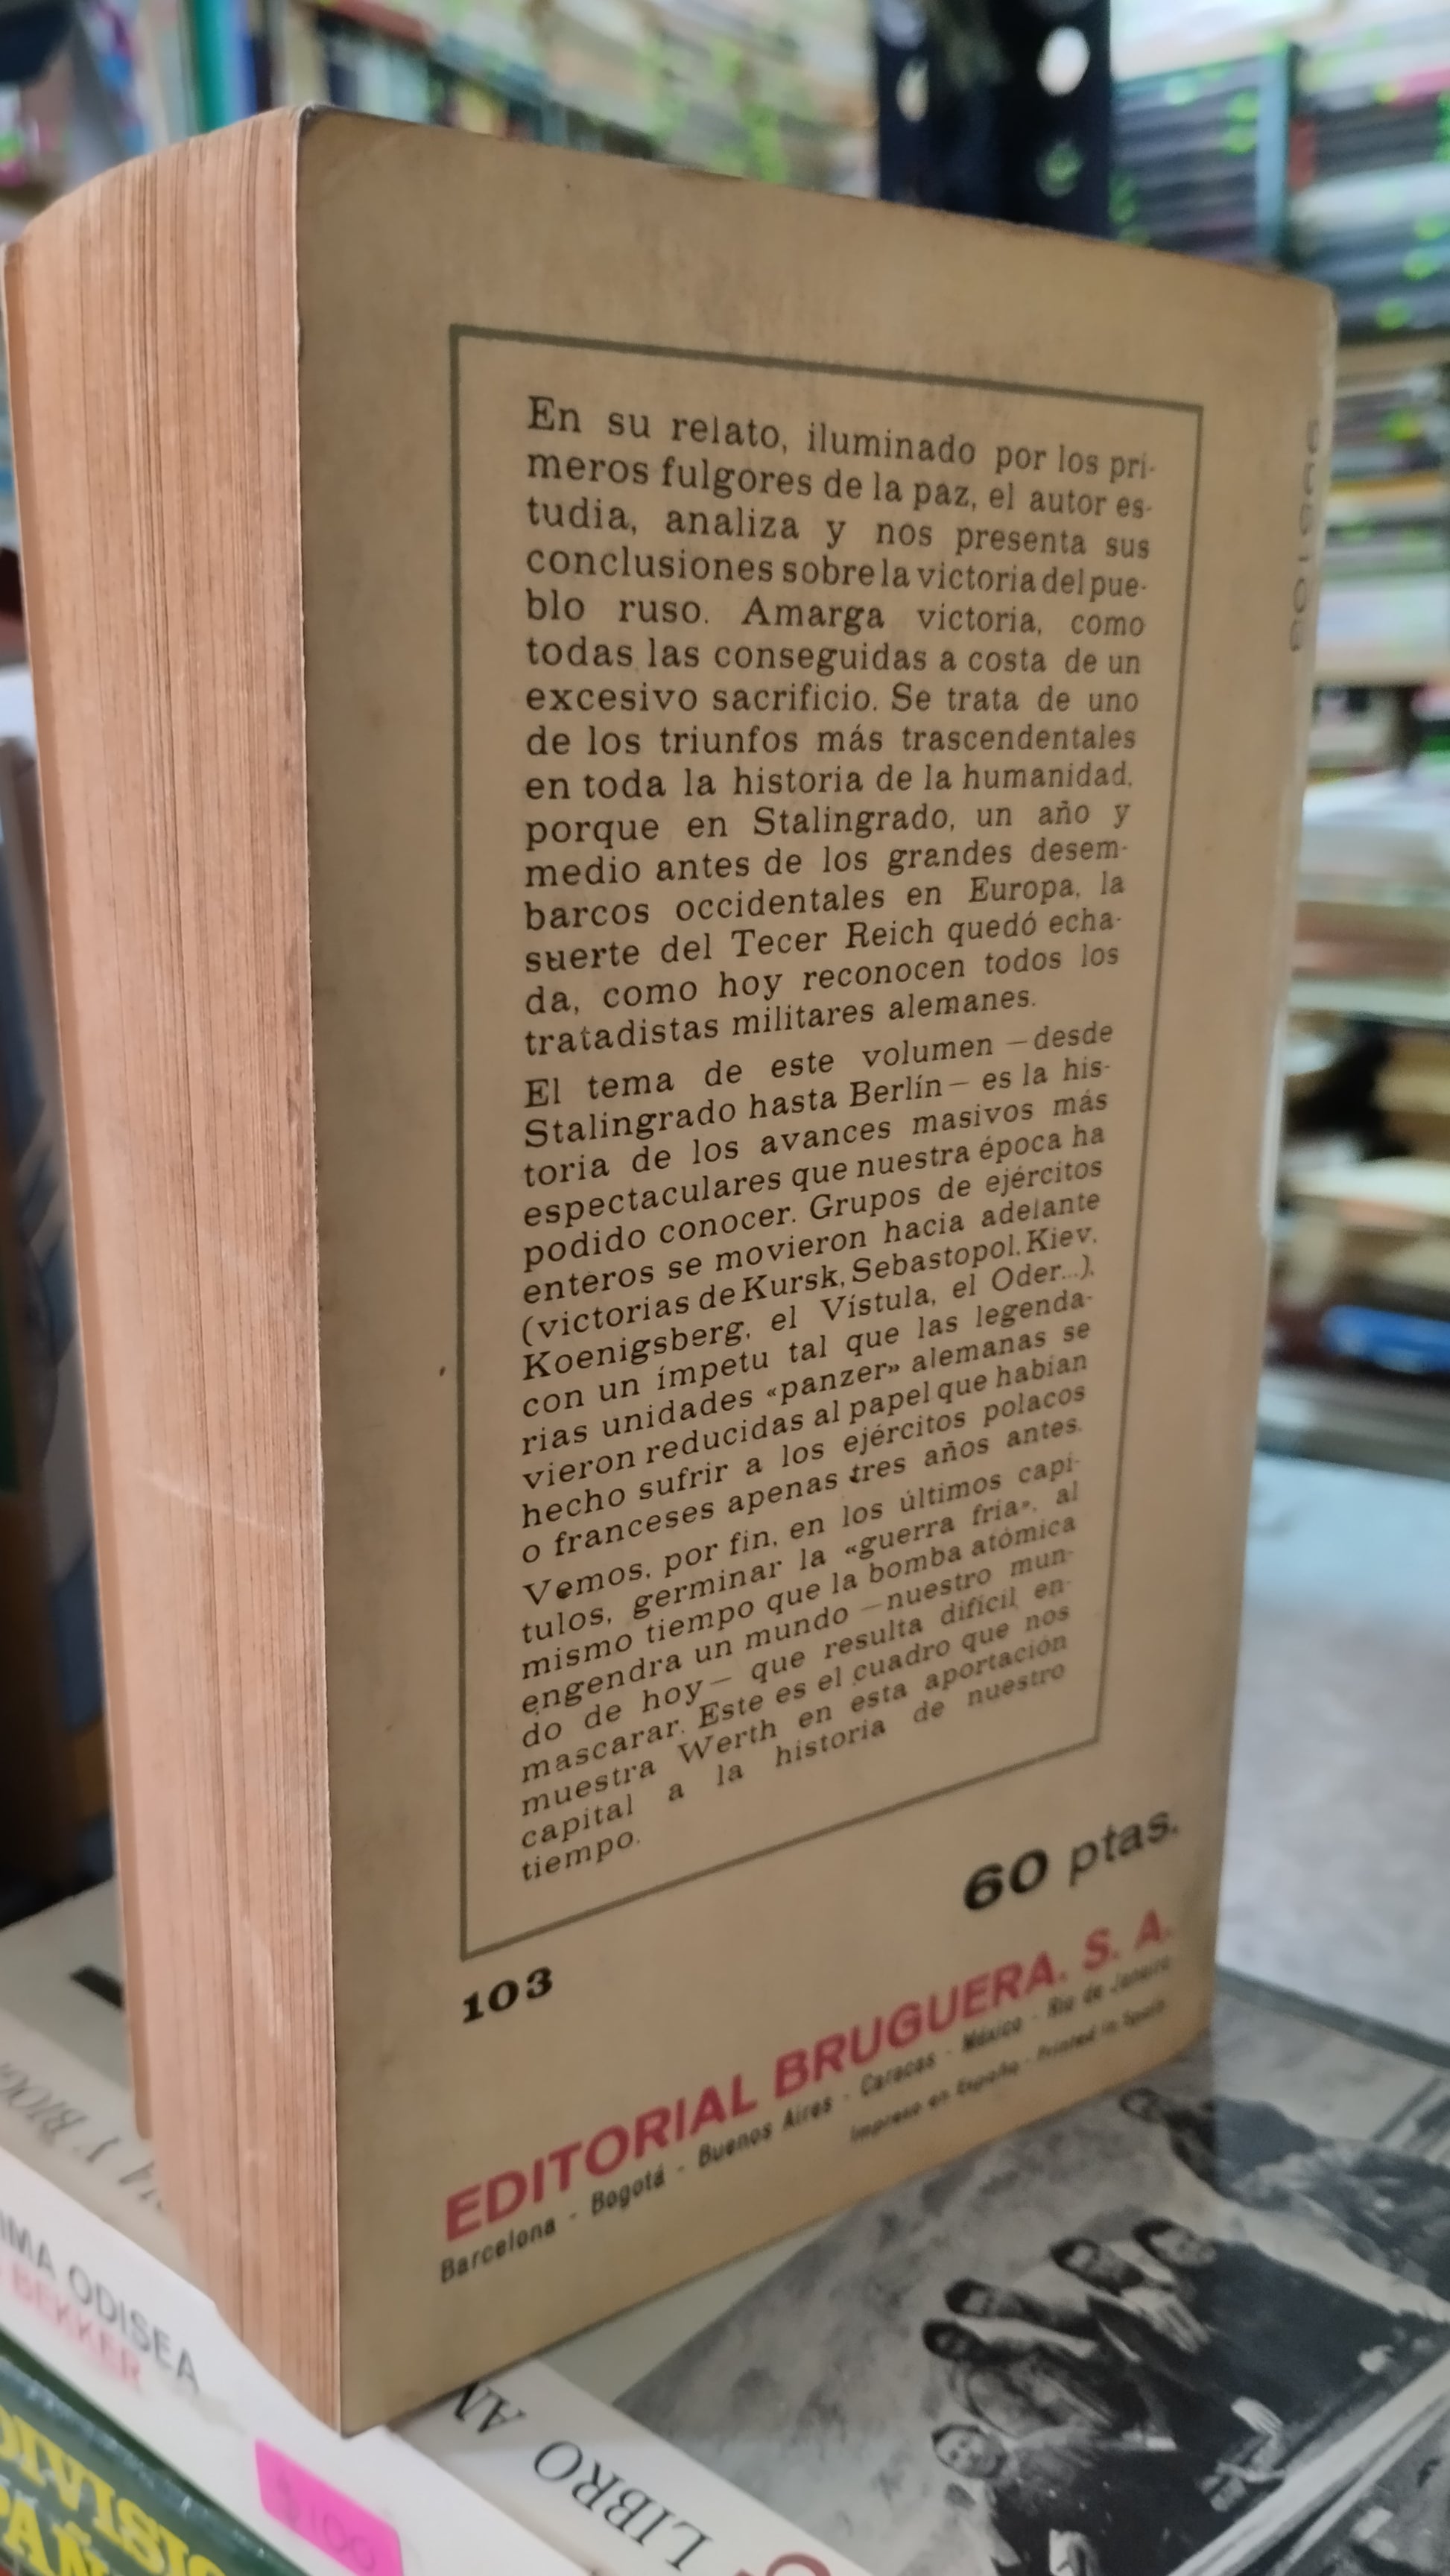 En su relato, iluminado por los pri-
meros fulgores de la paz, el autor es-
tudia, analiza y nos presenta sus
conclusiones sobre la victoria del pue-
blo ruso. Amarga victoria, como
todas las conseguidas a costa de un
excesivo sacrificio. Se trata de uno
de los triunfos más trascendentales
en toda la historia de la humanidad,
porque en Stalingrado, un año y
medio antes de los grandes desem-
barcos occidentales en Europa, la
suerte del Tecer Reich quedó echa-
da, como hoy reconocen todos los
tratadistas militares alemanes.
El tema de este volumen —desde
Stalingrado hasta Berlín— es la his-
toria de los avances masivos más
espectaculares que nuestra época ha
podido conocer. Grupos de ejércitos
enteros se movieron hacia adelante
(victorias de Kursk, Sebastopol, Kiev,
Koenigsberg, el Vístula, el Oder...),
con un ímpetu tal que las legenda-
rias unidades «panzer» alemanas se
vieron reducidas al papel que habían
hecho sufrir a los ejércitos polacos
o franceses apenas tres años antes.
Vemos, por fin, en los últimos capí-
tulos, germinar la «guerra fría», al
mismo tiempo que la bomba atómica
engendra un mundo —nuestro mun-
do de hoy— que resulta difícil en-
mascarar. Este es el cuadro que nos
muestra Werth en esta aportación
capital a la historia de nuestro
tiempo.
60 ptas.
103
EDITORIAL BRUGUERA, S. A.
Barcelona - Bogotá - Buenos Aires - Caracas - México - Rio de Janeiro
Impreso en España - Printed in Spain
Y BIOG
IMA ODISEA
BEKKER
DIVISIO
PAÑ
$100
LIBRO AN